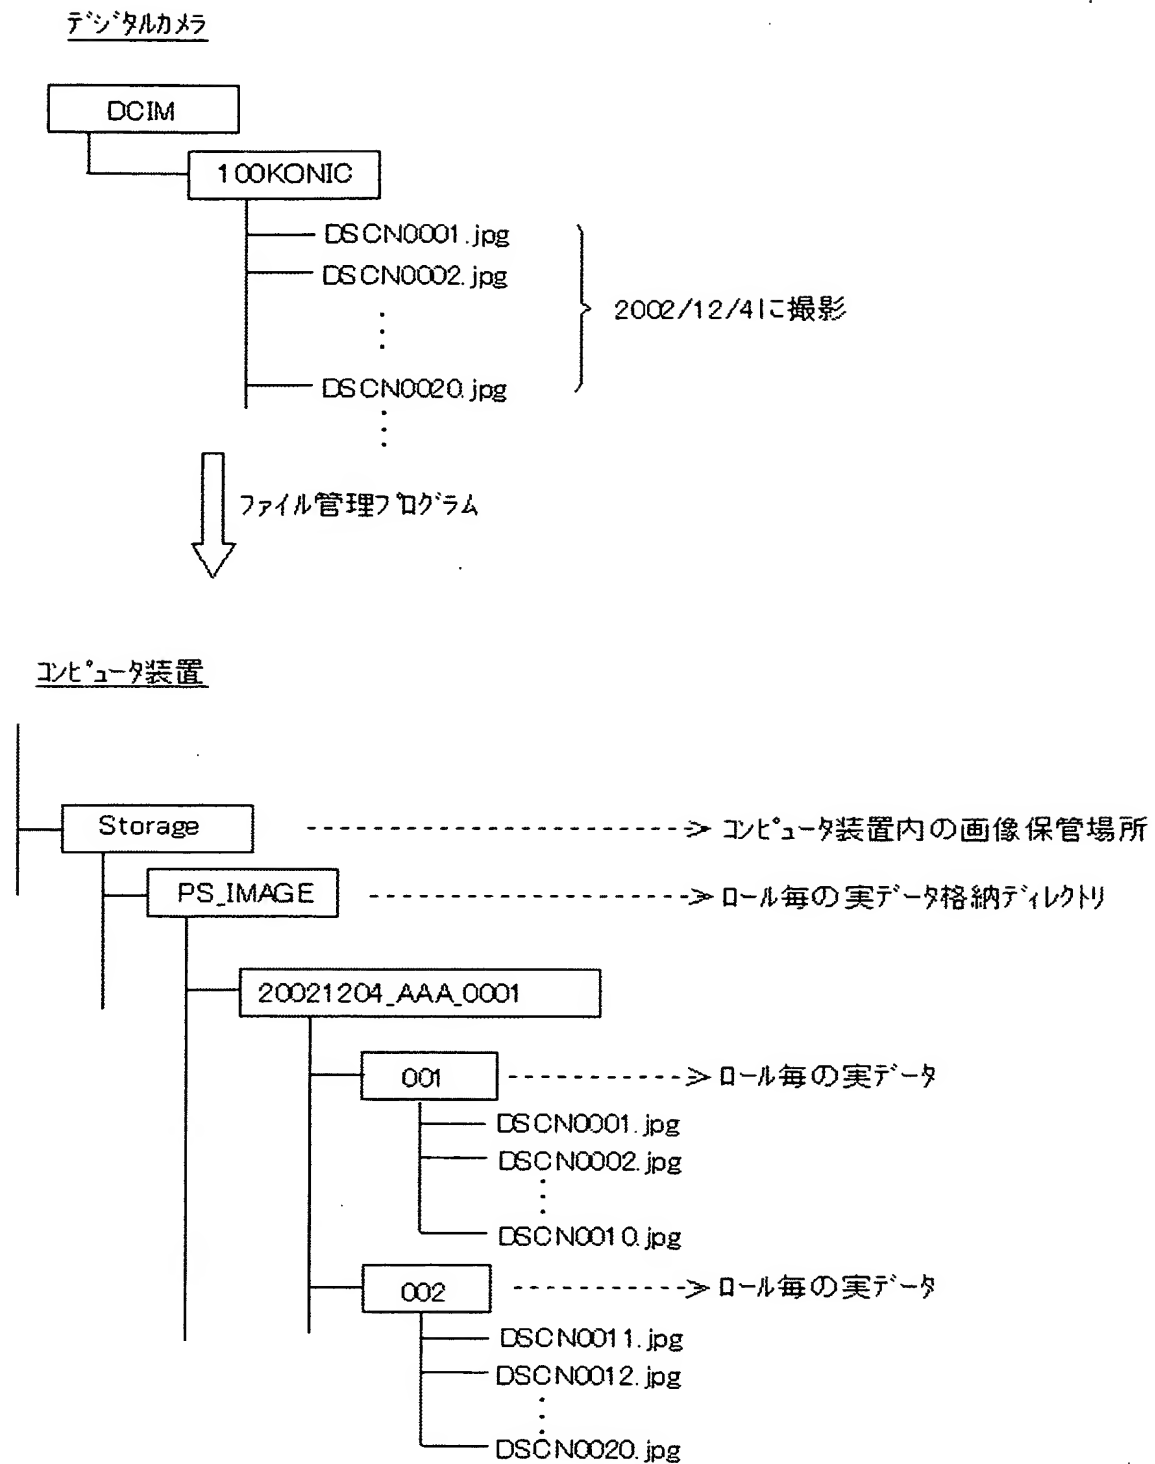 デジタルカメラ
DCIM
100KONIC
DSCN0001.jpg
DSCN0002.jpg
2002/12/4に撮影
DSCN0020.jpg
ファイル管理プログラム
コンピュータ装置
Storage
コンピュータ装置内の画像保管場所
PS_IMAGE
ロール毎の実データ格納ディレクトリ
20021204_AAA_0001
001
ロール毎の実データ
DSCN0001.jpg
DSCN0002.jpg
DSCN0010.jpg
002
ロール毎の実データ
DSCN0011.jpg
DSCN0012.jpg
DSCN0020.jpg